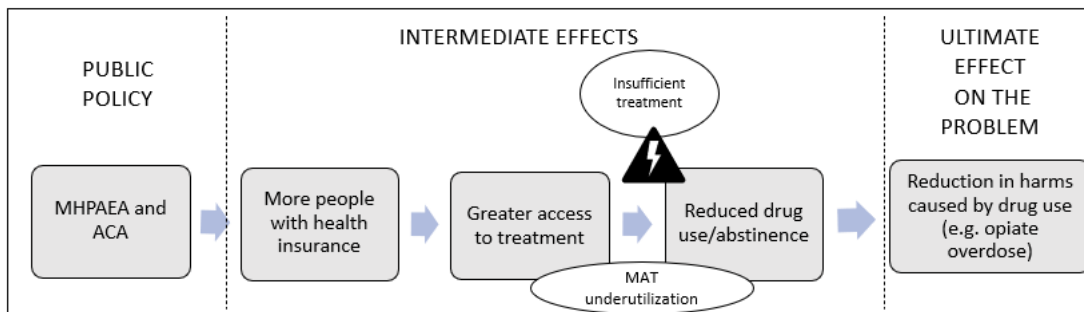 PUBLIC
POLICY
INTERMEDIATE EFFECTS
ULTIMATE
EFFECT
ON THE
PROBLEM
Insufficient
treatment
MHPAEA and
ACA
More people
with health
insurance
Greater access
to treatment
Reduced drug
use/abstinence
Reduction in harms
caused by drug use
(e.g. opiate
overdose)
MAT
underutilization